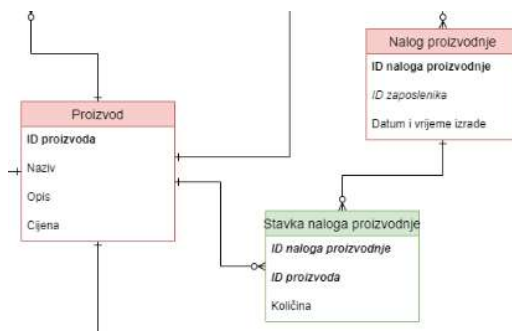 Nalog proizvodnje
ID naloga proizvodnje
ID zaposlenika
Datum i vrijeme izrade
Proizvod
ID proizvoda
Naziv
Opis
Cijena
Stavka naloga proizvodnje
ID naloga proizvodnje
ID proizvoda
Količina